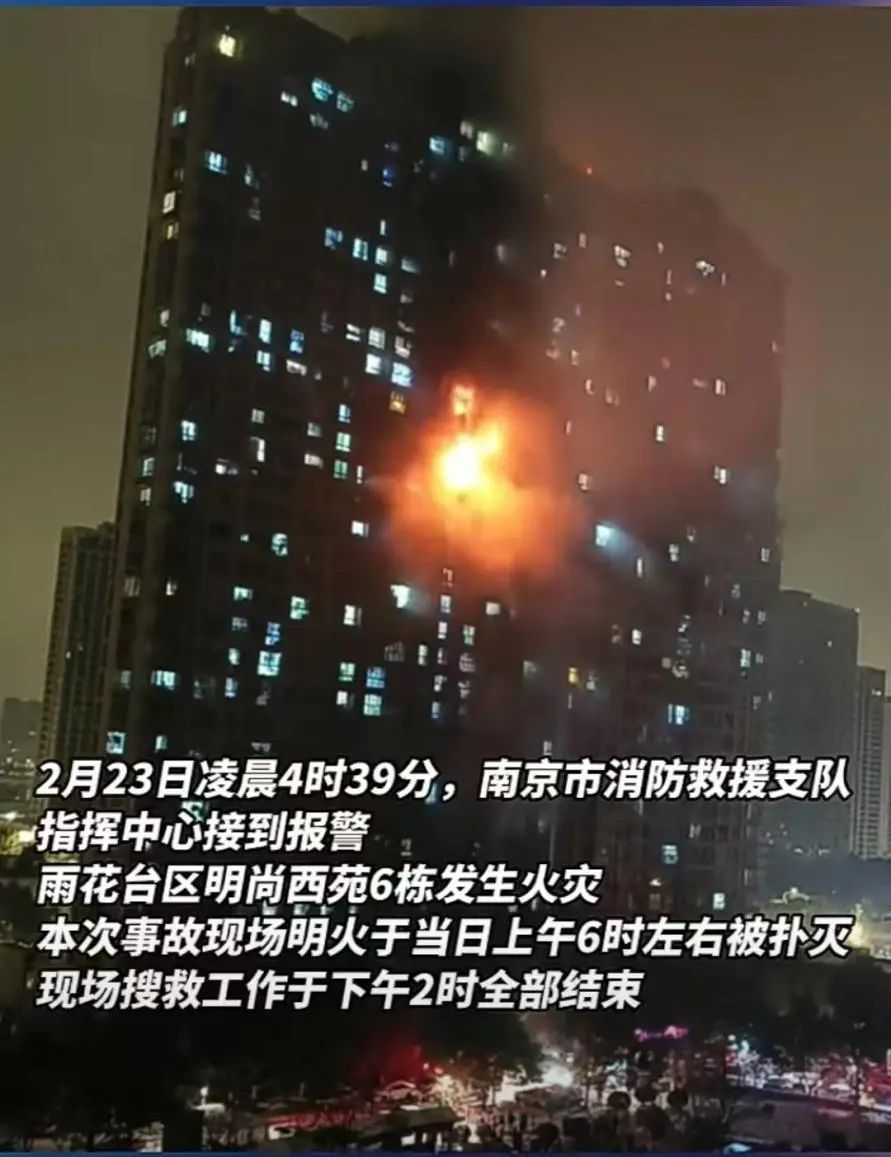 2月23日凌晨4时39分，南京市消防救援支队
指挥中心接到报警
雨花台区明尚西苑6栋发生火灾
本次事故现场明火于当日上午6时左右被扑灭
现场搜救工作于下午2时全部结束